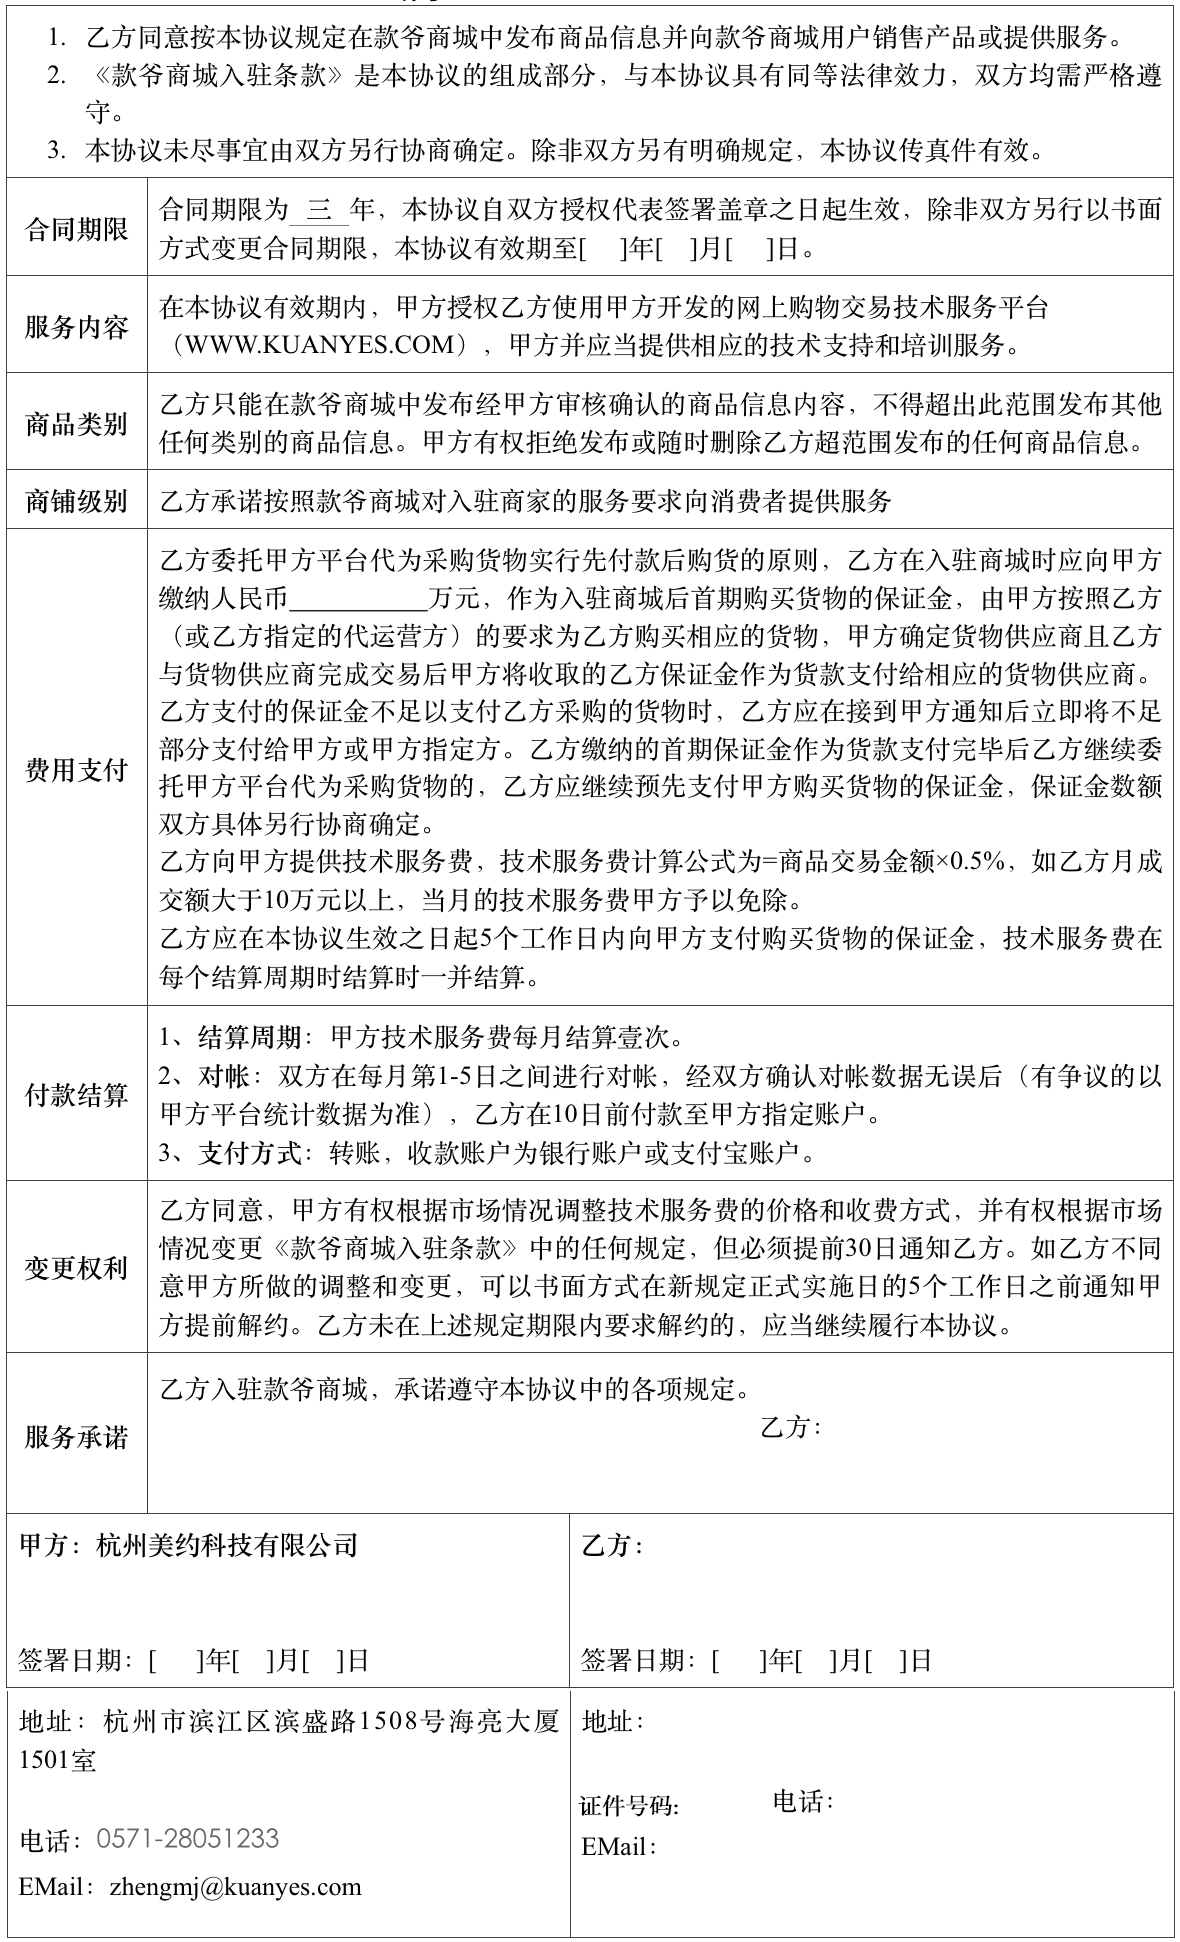 1. 乙方同意按本协议规定在款爷商城中发布商品信息并向款爷商城用户销售产品或提供服务。
2. 《款爷商城入驻条款》是本协议的组成部分，与本协议具有同等法律效力，双方均需严格遵
守。
3. 本协议未尽事宜由双方另行协商确定。除非双方另有明确规定，本协议传真件有效。
合同期限
合同期限为 三 年，本协议自双方授权代表签署盖章之日起生效，除非双方另行以书面
方式变更合同期限，本协议有效期至[ ]年[ ]月[ ]日。
服务内容
在本协议有效期内，甲方授权乙方使用甲方开发的网上购物交易技术服务平台
（WWW.KUANYES.COM），甲方并应当提供相应的技术支持和培训服务。
商品类别
乙方只能在款爷商城中发布经甲方审核确认的商品信息内容，不得超出此范围发布其他
任何类别的商品信息。甲方有权拒绝发布或随时删除乙方超范围发布的任何商品信息。
商铺级别
乙方承诺按照款爷商城对入驻商家的服务要求向消费者提供服务
费用支付
乙方委托甲方平台代为采购货物实行先付款后购货的原则，乙方在入驻商城时应向甲方
缴纳人民币__________万元，作为入驻商城后首期购买货物的保证金，由甲方按照乙方
（或乙方指定的代运营方）的要求为乙方购买相应的货物，甲方确定货物供应商且乙方
与货物供应商完成交易后甲方将收取的乙方保证金作为货款支付给相应的货物供应商。
乙方支付的保证金不足以支付乙方采购的货物时，乙方应在接到甲方通知后立即将不足
部分支付给甲方或甲方指定方。乙方缴纳的首期保证金作为货款支付完毕后乙方继续委
托甲方平台代为采购货物的，乙方应继续预先支付甲方购买货物的保证金，保证金数额
双方具体另行协商确定。
乙方向甲方提供技术服务费，技术服务费计算公式为=商品交易金额×0.5%，如乙方月成
交额大于10万元以上，当月的技术服务费甲方予以免除。
乙方应在本协议生效之日起5个工作日内向甲方支付购买货物的保证金，技术服务费在
每个结算周期时结算时一并结算。
付款结算
1、结算周期：甲方技术服务费每月结算壹次。
2、对帐：双方在每月第1-5日之间进行对帐，经双方确认对帐数据无误后（有争议的以
甲方平台统计数据为准），乙方在10日前付款至甲方指定账户。
3、支付方式：转账，收款账户为银行账户或支付宝账户。
变更权利
乙方同意，甲方有权根据市场情况调整技术服务费的价格和收费方式，并有权根据市场
情况变更《款爷商城入驻条款》中的任何规定，但必须提前30日通知乙方。如乙方不同
意甲方所做的调整和变更，可以书面方式在新规定正式实施日的5个工作日之前通知甲
方提前解约。乙方未在上述规定期限内要求解约的，应当继续履行本协议。
服务承诺
乙方入驻款爷商城，承诺遵守本协议中的各项规定。
乙方：
甲方：杭州美约科技有限公司
签署日期：[ ]年[ ]月[ ]日
乙方：
签署日期：[ ]年[ ]月[ ]日
地址：杭州市滨江区滨盛路1508号海亮大厦
1501室
电话：0571-28051233
EMail：zhengmj@kuanyes.com
地址：
证件号码: 电话：
EMail：